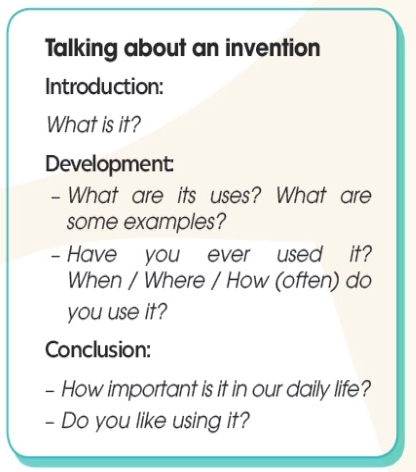 Talking about an invention
Introduction:
What is it?
Development:
– What are its uses? What are
some examples?
– Have you ever used it?
When / Where / How (often) do
you use it?
Conclusion:
– How important is it in our daily life?
– Do you like using it?